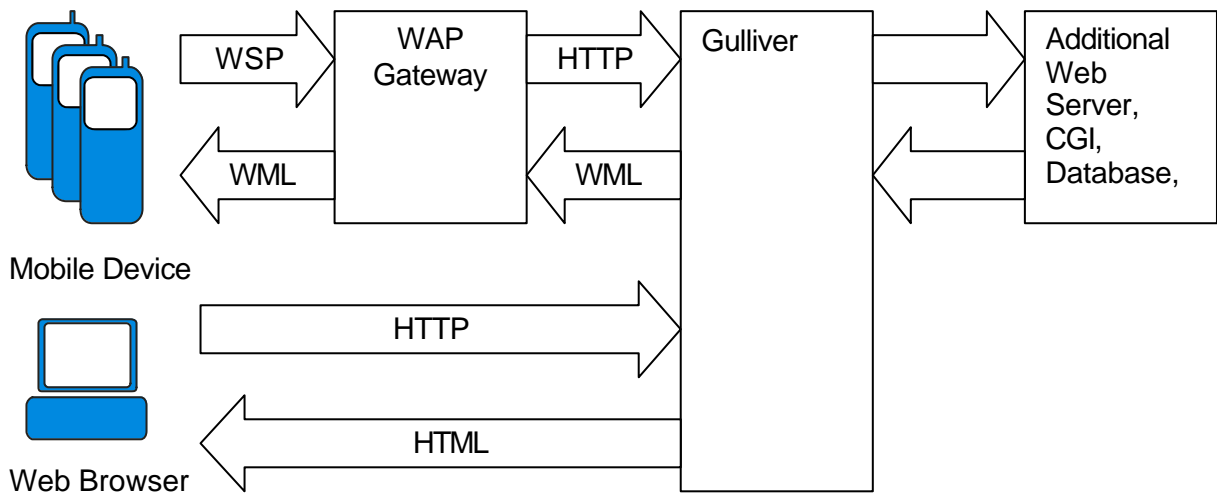 WSP
WAP
Gateway
HTTP
Gulliver
Additional
Web
Server,
CGI,
Database,
WML
WML
Mobile Device
HTTP
HTML
Web Browser